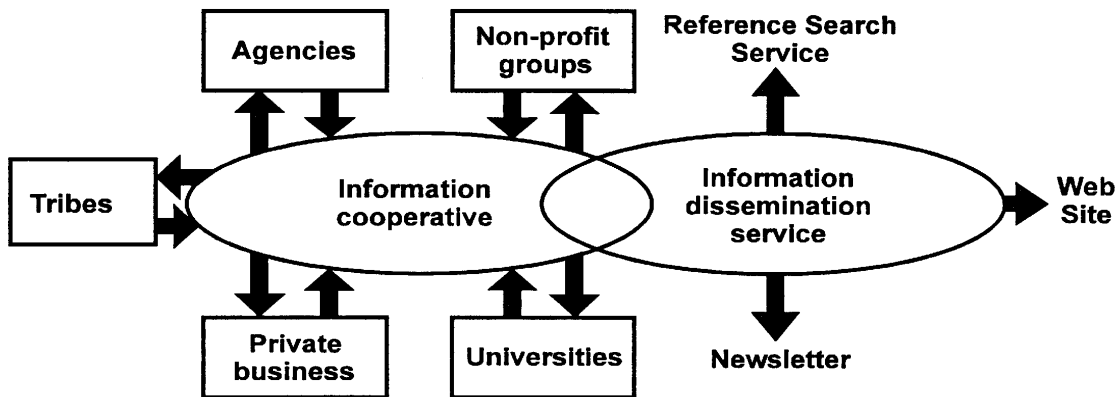 Agencies
Non-profit
groups
Reference Search
Service
Tribes
Information
cooperative
Information
dissemination
service
Web
Site
Private
business
Universities
Newsletter